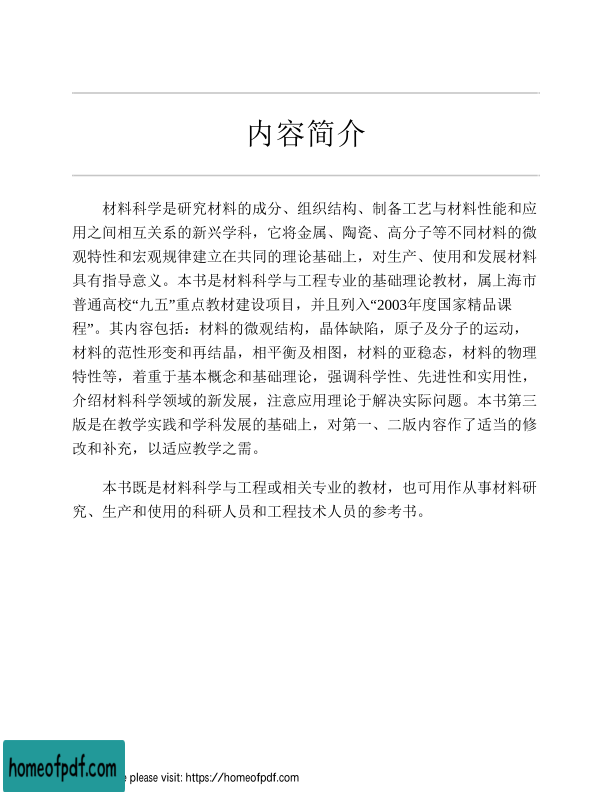 内容简介
材料科学是研究材料的成分、组织结构、制备工艺与材料性能和应
用之间相互关系的新兴学科，它将金属、陶瓷、高分子等不同材料的微
观特性和宏观规律建立在共同的理论基础上，对生产、使用和发展材料
具有指导意义。本书是材料科学与工程专业的基础理论教材，属上海市
普通高校“九五”重点教材建设项目，并且列入“2003年度国家精品课
程”。其内容包括：材料的微观结构，晶体缺陷，原子及分子的运动，
材料的范性形变和再结晶，相平衡及相图，材料的亚稳态，材料的物理
特性等，着重于基本概念和基础理论，强调科学性、先进性和实用性，
介绍材料科学领域的新发展，注意应用理论于解决实际问题。本书第三
版是在教学实践和学科发展的基础上，对第一、二版内容作了适当的修
改和补充，以适应教学之需。
本书既是材料科学与工程或相关专业的教材，也可用作从事材料研
究、生产和使用的科研人员和工程技术人员的参考书。
homeofpdf.com
please visit: https://homeofpdf.com